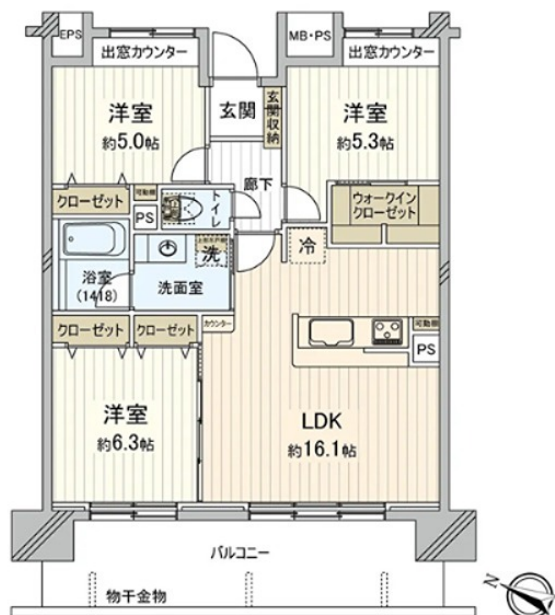 EPS
出窓カウンター
MB・PS
出窓カウンター
洋室
約5.0帖
玄関
玄関収納
洋室
約5.3帖
廊下
クローゼット
可動棚
PS
トイレ
ウォークイン
クローゼット
浴室
(1418)
洗面室
洗
冷
クローゼット
クローゼット
カウンター
可動棚
PS
洋室
約6.3帖
LDK
約16.1帖
バルコニー
物干金物
N